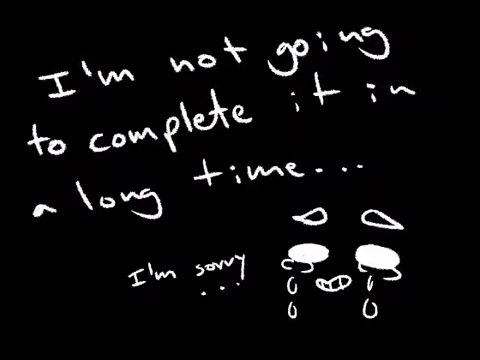 I'm not going
to complete it in
a long time...
I'm sorry
...